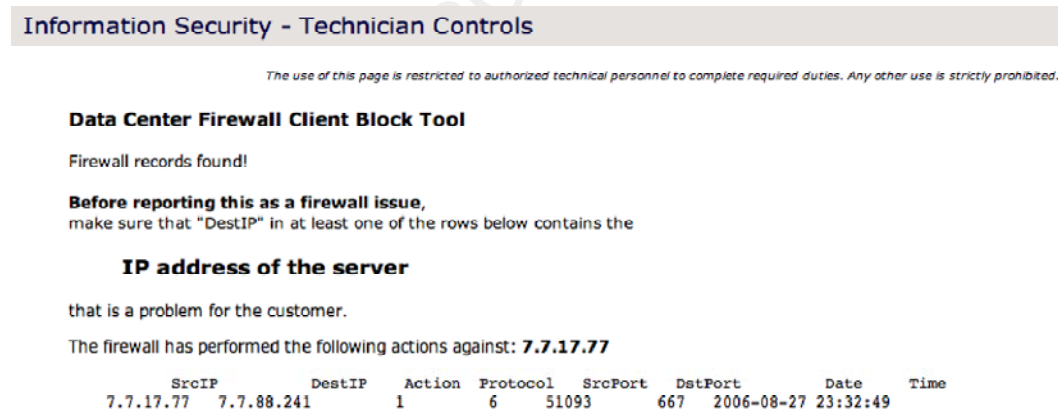 Information Security - Technician Controls
The use of this page is restricted to authorized technical personnel to complete required duties. Any other use is strictly prohibited.
Data Center Firewall Client Block Tool
Firewall records found!
Before reporting this as a firewall issue,
make sure that "DestIP" in at least one of the rows below contains the
IP address of the server
that is a problem for the customer.
The firewall has performed the following actions against: 7.7.17.77
SrcIP DestIP Action Protocol SrcPort DstPort Date Time
7.7.17.77 7.7.88.241 1 6 51093 667 2006-08-27 23:32:49